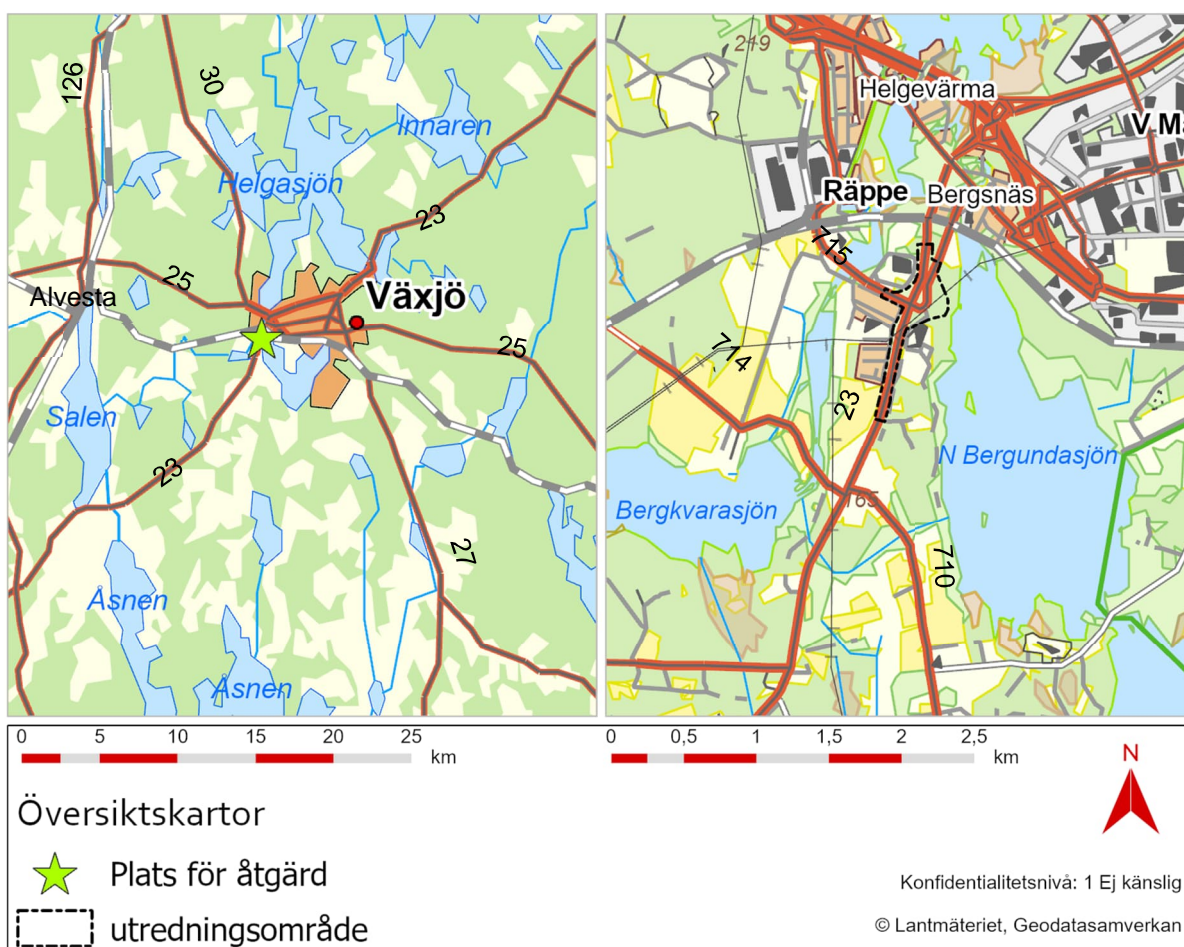 126
30
Innaren
Helgasjön
23
25
Växjö
Alvesta
25
Salen
23
27
Åsnen
Åsnen
219
Helgevärma
V Ma
Räppe
Bergsnäs
715
714
23
N Bergundasjön
Bergkvarasjön
165
710
0 5 10 15 20 25 km
0 0,5 1 1,5 2 2,5 km
N
Översiktskartor
Plats för åtgärd
utredningsområde
Konfidentialitetsnivå: 1 Ej känslig
© Lantmäteriet, Geodatasamverkan